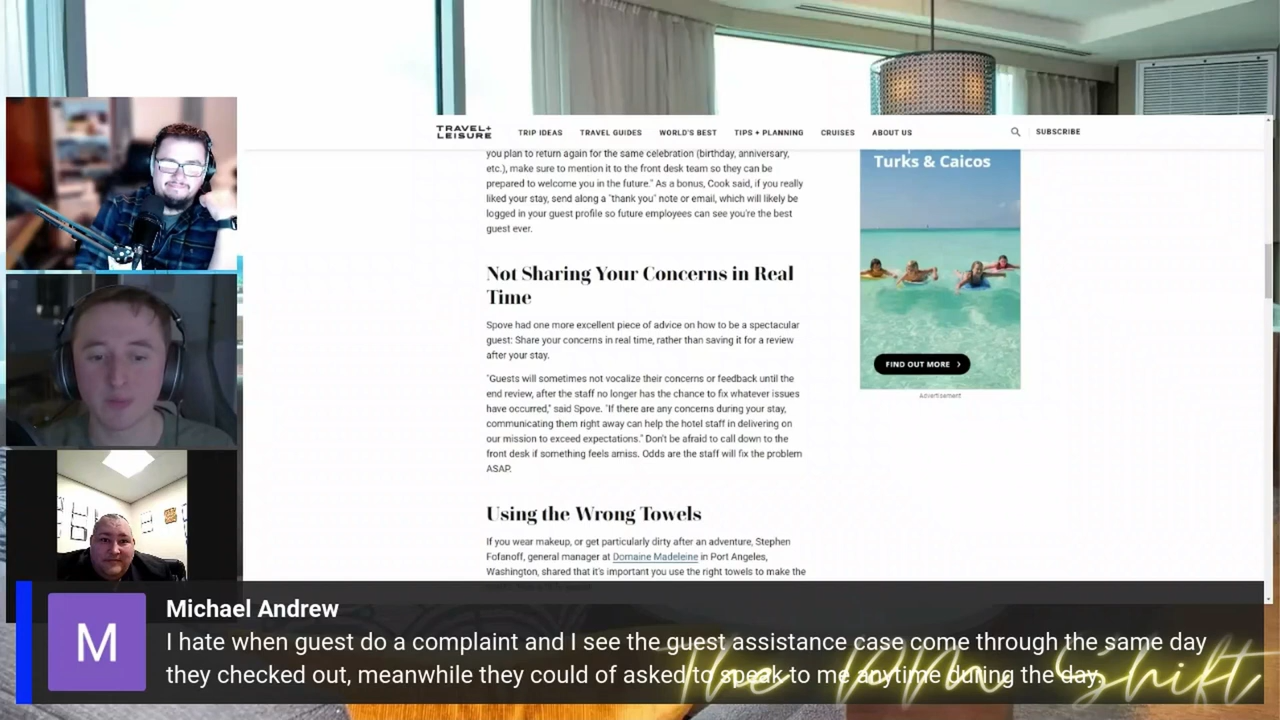 TRAVEL+
LEISURE
TRIP IDEAS
TRAVEL GUIDES
WORLD'S BEST
TIPS + PLANNING
CRUISES
ABOUT US
SUBSCRIBE
you plan to return again for the same celebration (birthday, anniversary,
etc.), make sure to mention it to the front desk team so they can be
prepared to welcome you in the future." As a bonus, Cook said, if you really
liked your stay, send along a "thank you" note or email, which will likely be
logged in your guest profile so future employees can see you're the best
guest ever.
Turks & Caicos
FIND OUT MORE
Advertisement
Not Sharing Your Concerns in Real
Time
Spove had one more excellent piece of advice on how to be a spectacular
guest: Share your concerns in real time, rather than saving it for a review
after your stay.
"Guests will sometimes not vocalize their concerns or feedback until the
end review, after the staff no longer has the chance to fix whatever issues
have occurred," said Spove. "If there are any concerns during your stay,
communicating them right away can help the hotel staff in delivering on
our mission to exceed expectations." Don't be afraid to call down to the
front desk if something feels amiss. Odds are the staff will fix the problem
ASAP.
Using the Wrong Towels
If you wear makeup, or get particularly dirty after an adventure, Stephen
Fofanoff, general manager at Domaine Madeleine in Port Angeles,
Washington, shared that it's important you use the right towels to make the
M
Michael Andrew
I hate when guest do a complaint and I see the guest assistance case come through the same day
they checked out, meanwhile they could of asked to speak to me anytime during the day.
The AM Shift